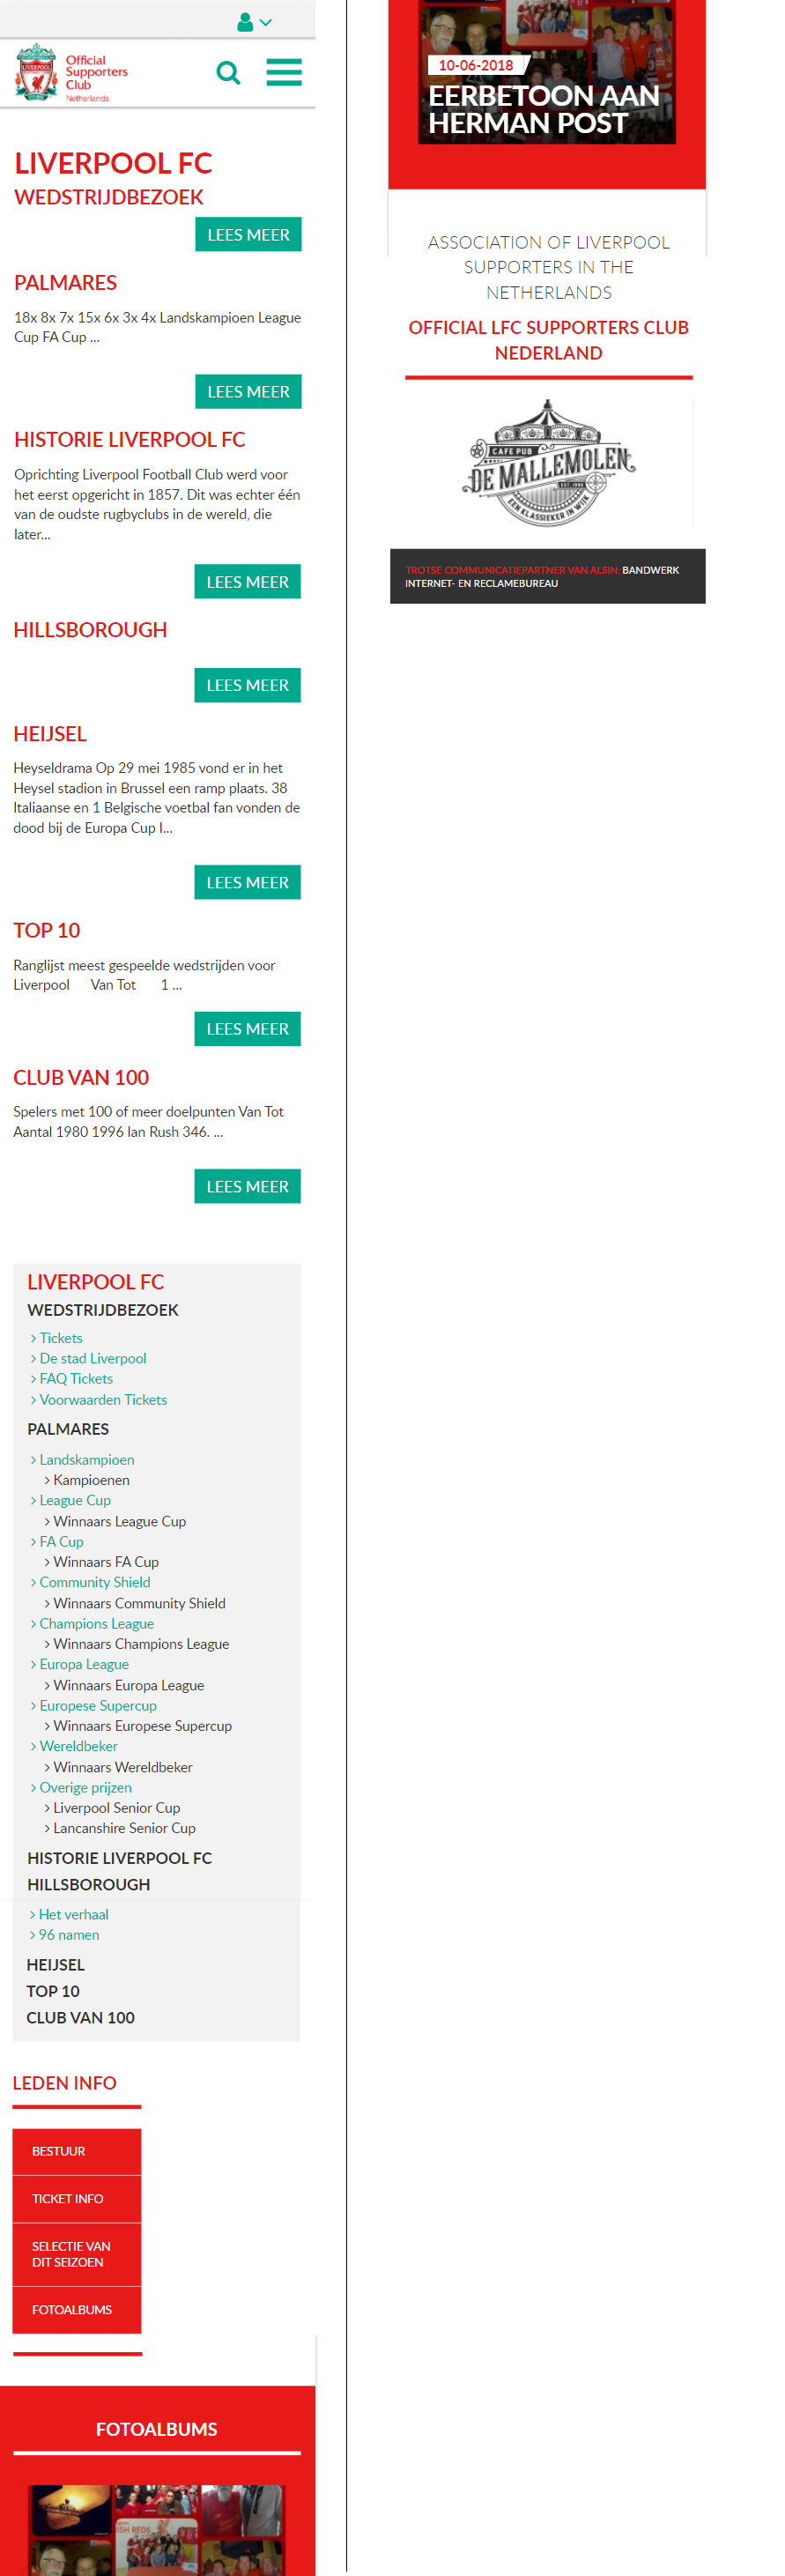 Official
Supporters
Club
Netherlands
LIVERPOOL FC
WEDSTRIJDBEZOEK
LEES MEER
PALMARES
18x 8x 7x 15x 6x 3x 4x Landskampioen League
Cup FA Cup ...
LEES MEER
HISTORIE LIVERPOOL FC
Oprichting Liverpool Football Club werd voor
het eerst opgericht in 1857. Dit was echter één
van de oudste rugbyclubs in de wereld, die
later...
LEES MEER
HILLSBOROUGH
LEES MEER
HEIJSEL
Heyseldrama Op 29 mei 1985 vond er in het
Heysel stadion in Brussel een ramp plaats. 38
Italiaanse en 1 Belgische voetbal fan vonden de
dood bij de Europa Cup I...
LEES MEER
TOP 10
Ranglijst meest gespeelde wedstrijden voor
Liverpool Van Tot 1 ...
LEES MEER
CLUB VAN 100
Spelers met 100 of meer doelpunten Van Tot
Aantal 1980 1996 Ian Rush 346. ...
LEES MEER
LIVERPOOL FC
WEDSTRIJDBEZOEK
> Tickets
> De stad Liverpool
> FAQ Tickets
> Voorwaarden Tickets
PALMARES
> Landskampioen
> Kampioenen
> League Cup
> Winnaars League Cup
> FA Cup
> Winnaars FA Cup
> Community Shield
> Winnaars Community Shield
> Champions League
> Winnaars Champions League
> Europa League
> Winnaars Europa League
> Europese Supercup
> Winnaars Europese Supercup
> Wereldbeker
> Winnaars Wereldbeker
> Overige prijzen
> Liverpool Senior Cup
> Lancanshire Senior Cup
HISTORIE LIVERPOOL FC
HILLSBOROUGH
> Het verhaal
> 96 namen
HEIJSEL
TOP 10
CLUB VAN 100
LEDEN INFO
BESTUUR
TICKET INFO
SELECTIE VAN
DIT SEIZOEN
FOTOALBUMS
FOTOALBUMS
10-06-2018
EERBETOON AAN
HERMAN POST
ASSOCIATION OF LIVERPOOL
SUPPORTERS IN THE
NETHERLANDS
OFFICIAL LFC SUPPORTERS CLUB
NEDERLAND
CAFE PUB
DE MALLEMOLEN
EST. 1986
EEN KLASSIEKER IN WIJK
TROTSE COMMUNICATIEPARTNER VAN ALSIN: BANDWERK
INTERNET- EN RECLAMEBUREAU